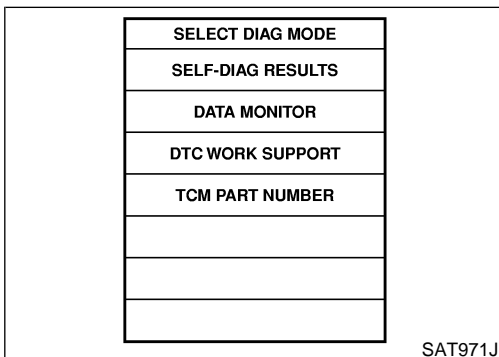 SELECT DIAG MODE
SELF-DIAG RESULTS
DATA MONITOR
DTC WORK SUPPORT
TCM PART NUMBER
SAT971J